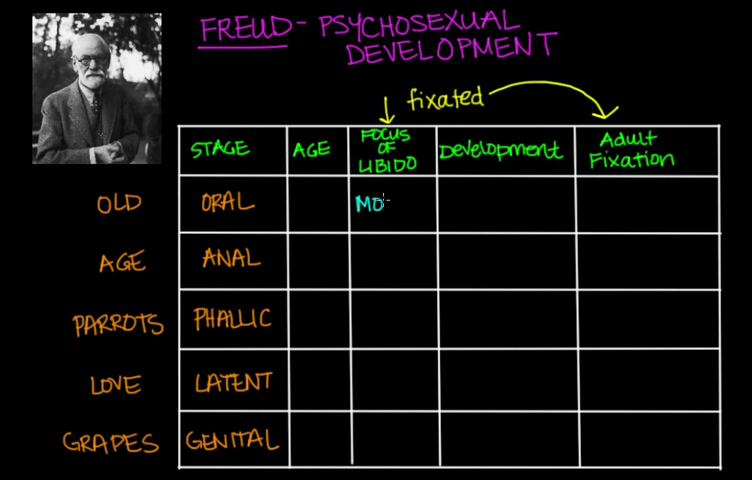 FREUD - PSYCHOSEXUAL
DEVELOPMENT
fixated
STAGE AGE FOCUS OF LIBIDO Development Adult Fixation
OLD ORAL MO
AGE ANAL
PARROTS PHALLIC
LOVE LATENT
GRAPES GENITAL